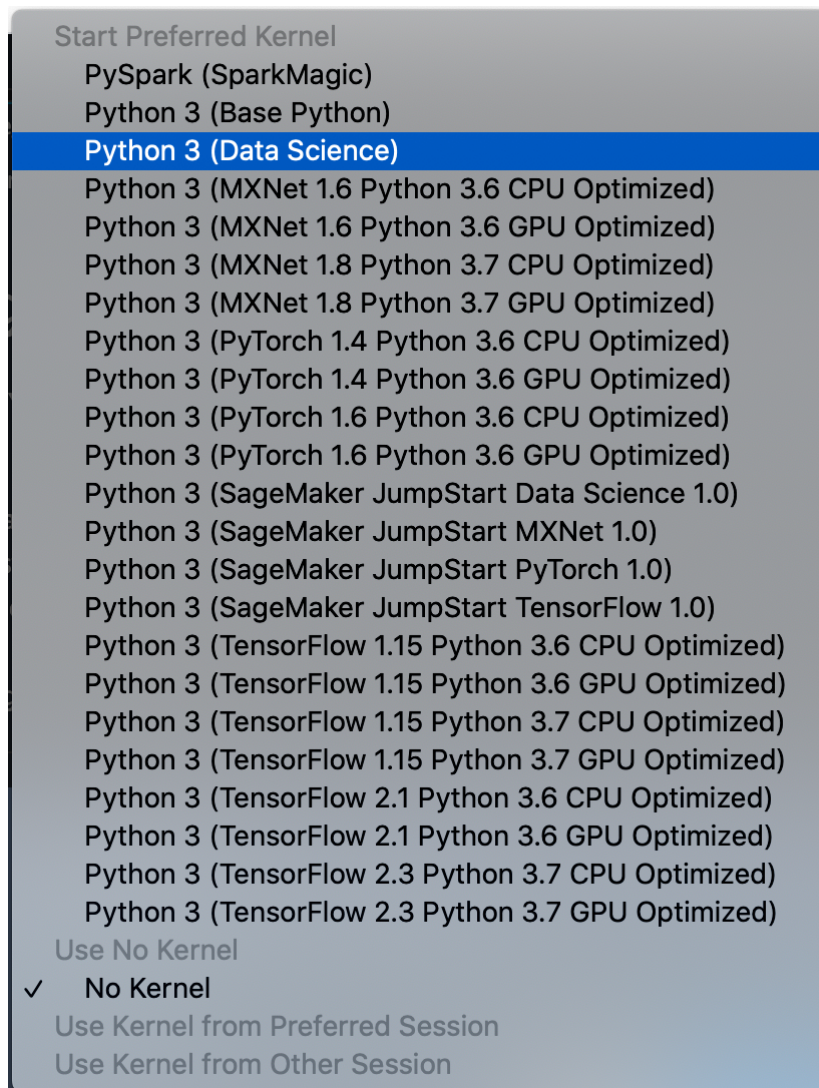 Start Preferred Kernel
PySpark (SparkMagic)
Python 3 (Base Python)
Python 3 (Data Science)
Python 3 (MXNet 1.6 Python 3.6 CPU Optimized)
Python 3 (MXNet 1.6 Python 3.6 GPU Optimized)
Python 3 (MXNet 1.8 Python 3.7 CPU Optimized)
Python 3 (MXNet 1.8 Python 3.7 GPU Optimized)
Python 3 (PyTorch 1.4 Python 3.6 CPU Optimized)
Python 3 (PyTorch 1.4 Python 3.6 GPU Optimized)
Python 3 (PyTorch 1.6 Python 3.6 CPU Optimized)
Python 3 (PyTorch 1.6 Python 3.6 GPU Optimized)
Python 3 (SageMaker JumpStart Data Science 1.0)
Python 3 (SageMaker JumpStart MXNet 1.0)
Python 3 (SageMaker JumpStart PyTorch 1.0)
Python 3 (SageMaker JumpStart TensorFlow 1.0)
Python 3 (TensorFlow 1.15 Python 3.6 CPU Optimized)
Python 3 (TensorFlow 1.15 Python 3.6 GPU Optimized)
Python 3 (TensorFlow 1.15 Python 3.7 CPU Optimized)
Python 3 (TensorFlow 1.15 Python 3.7 GPU Optimized)
Python 3 (TensorFlow 2.1 Python 3.6 CPU Optimized)
Python 3 (TensorFlow 2.1 Python 3.6 GPU Optimized)
Python 3 (TensorFlow 2.3 Python 3.7 CPU Optimized)
Python 3 (TensorFlow 2.3 Python 3.7 GPU Optimized)
Use No Kernel
✓ No Kernel
Use Kernel from Preferred Session
Use Kernel from Other Session